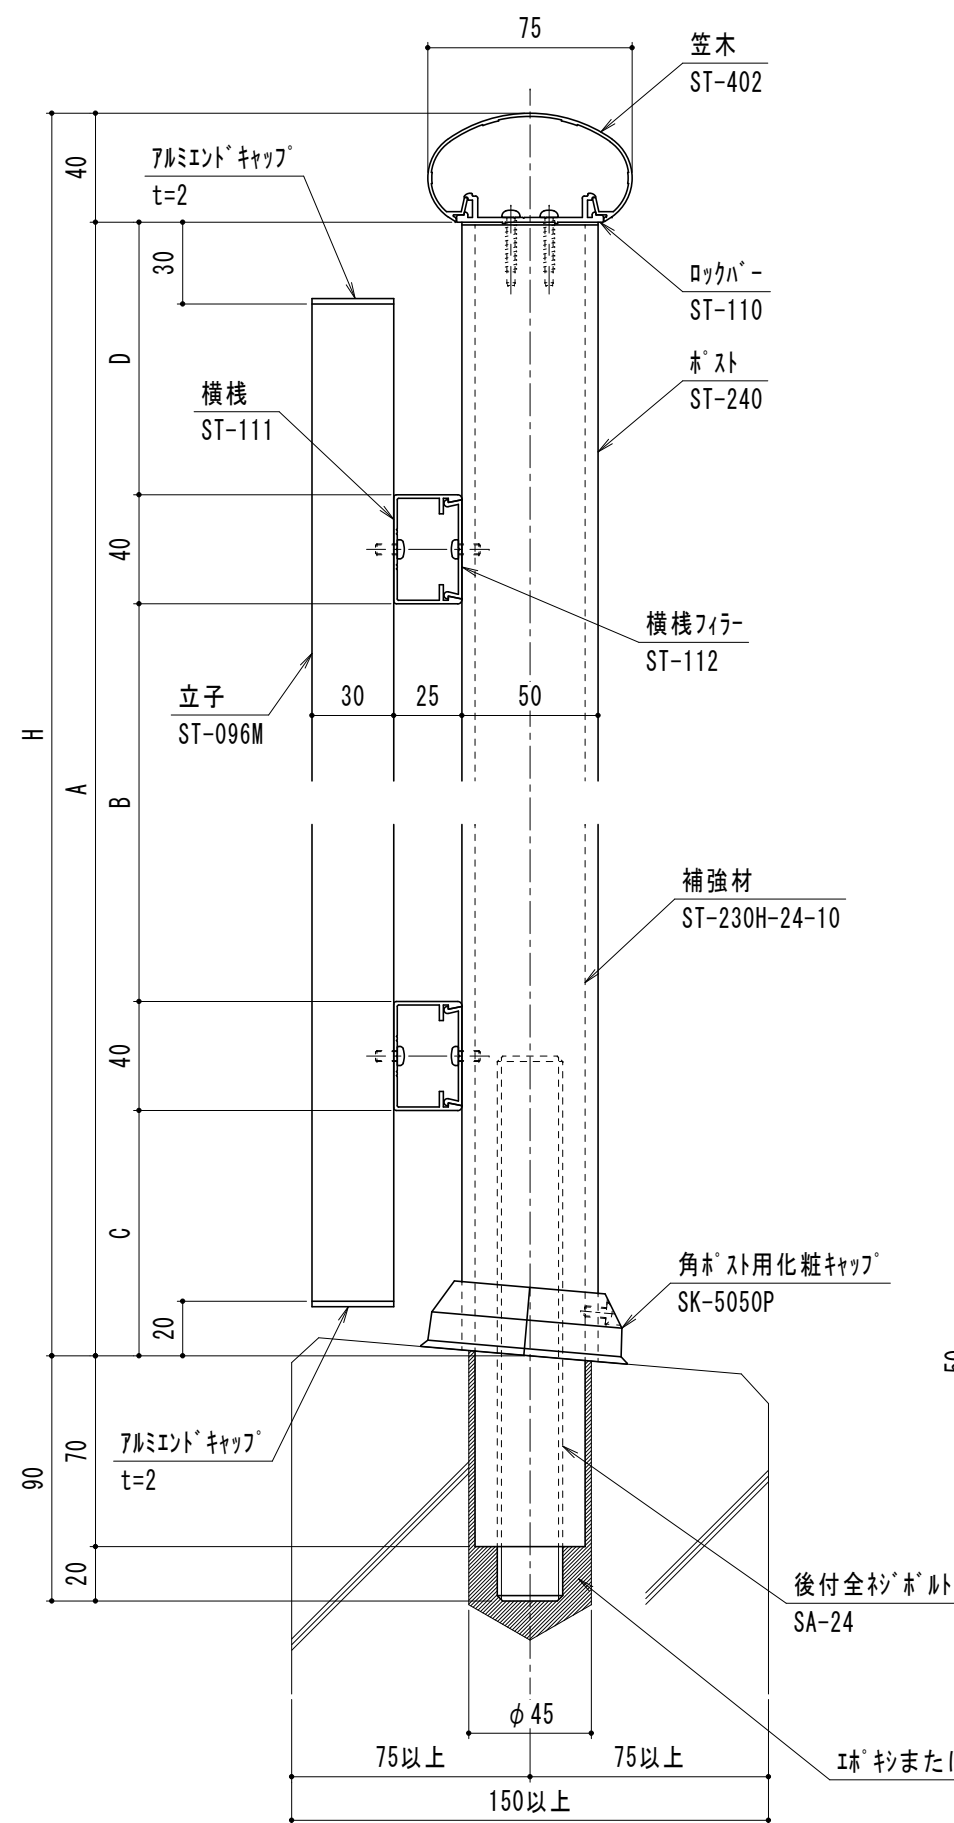 75
笠木
ST-402
40
アルミエンドキャップ
t=2
30
ロックバー
ST-110
D
ポスト
ST-240
横桟
ST-111
40
横桟フィラー
ST-112
立子
ST-096M
30
25
50
H
A
B
補強材
ST-230H-24-10
40
C
角ポスト用化粧キャップ
SK-5050P
20
50
アルミエンドキャップ
t=2
90
70
20
後付全ネジボルト
SA-24
φ45
75以上
75以上
エポキシまた
150以上